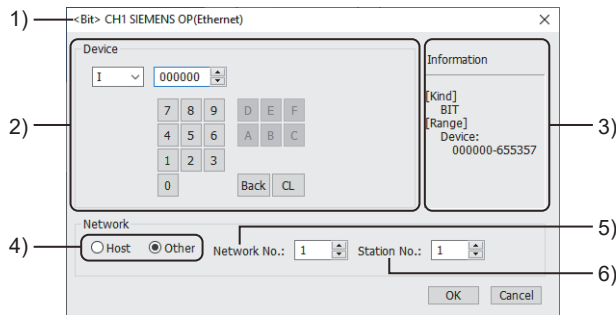 1) <Bit> CH1 SIEMENS OP(Ethernet)
Device
Information
I 000000
[Kind]
BIT
[Range]
Device:
000000-655357
7 8 9 D E F
4 5 6 A B C
1 2 3
0 Back CL
2)
3)
Network
5)
4) Host Other Network No.: 1 Station No.: 1
6)
OK Cancel